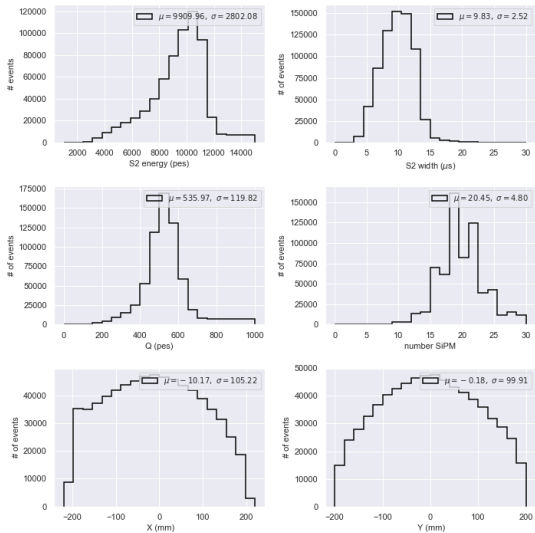 μ = 9909.96, σ = 2802.08
# of events
120000
100000
80000
60000
40000
20000
0
2000 4000 6000 8000 10000 12000 14000
S2 energy (pes)
μ = 9.83, σ = 2.52
# of events
150000
125000
100000
75000
50000
25000
0
0 5 10 15 20 25 30
S2 width (μs)
μ = 535.97, σ = 119.82
# of events
175000
150000
125000
100000
75000
50000
25000
0
0 200 400 600 800 1000
Q (pes)
μ = 20.45, σ = 4.80
# of events
150000
125000
100000
75000
50000
25000
0
0 5 10 15 20 25 30
number SiPM
μ = −10.17, σ = 105.22
# of events
40000
30000
20000
10000
0
−200 −100 0 100 200
X (mm)
μ = −0.18, σ = 99.91
# of events
50000
40000
30000
20000
10000
0
−200 −100 0 100 200
Y (mm)